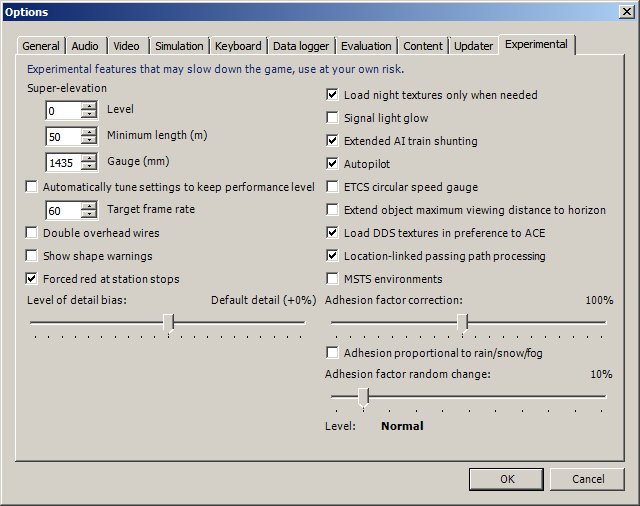 Options
General Audio Video Simulation Keyboard Data logger Evaluation Content Updater Experimental
Experimental features that may slow down the game, use at your own risk.
Super-elevation
0 Level
50 Minimum length (m)
1435 Gauge (mm)
Automatically tune settings to keep performance level
60 Target frame rate
Double overhead wires
Show shape warnings
Forced red at station stops
Level of detail bias: Default detail (+0%)
Load night textures only when needed
Signal light glow
Extended AI train shunting
Autopilot
ETCS circular speed gauge
Extend object maximum viewing distance to horizon
Load DDS textures in preference to ACE
Location-linked passing path processing
MSTS environments
Adhesion factor correction: 100%
Adhesion proportional to rain/snow/fog
Adhesion factor random change: 10%
Level: Normal
OK Cancel